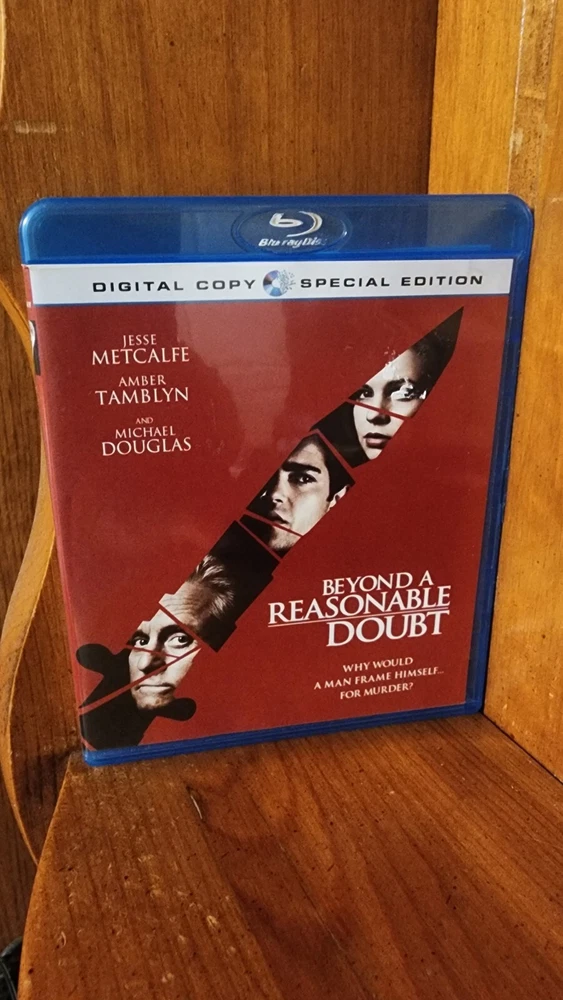 Blu-ray Disc
DIGITAL COPY SPECIAL EDITION
JESSE
METCALFE
AMBER
TAMBLYN
AND
MICHAEL
DOUGLAS
BEYOND A
REASONABLE
DOUBT
WHY WOULD
A MAN FRAME HIMSELF...
FOR MURDER?